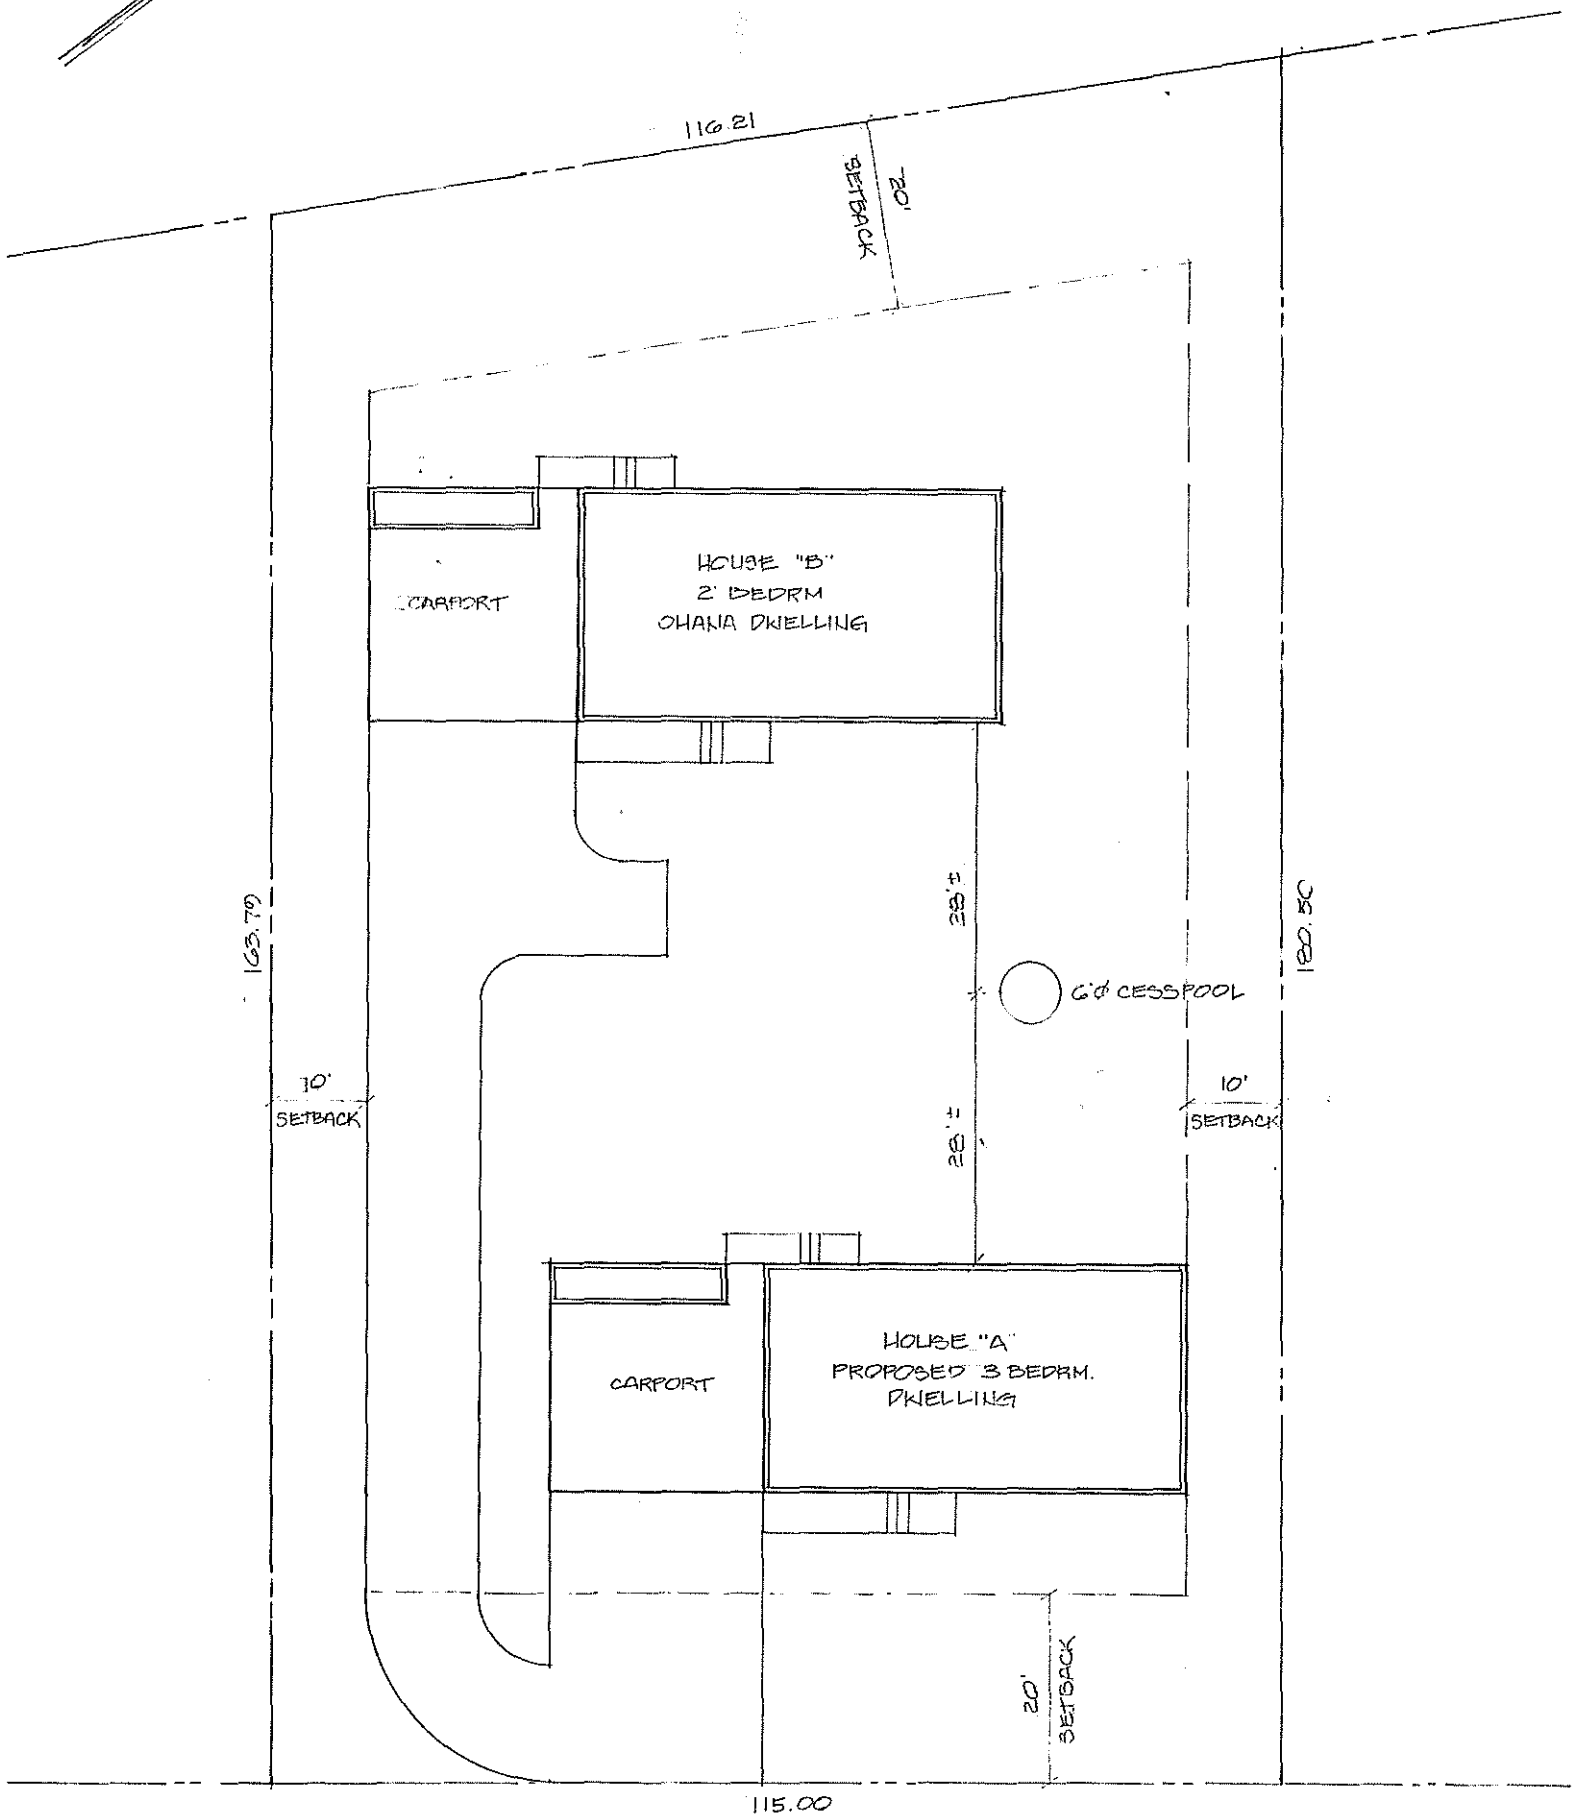 116.21
20'
SETBACK
HOUSE "B"
2 BEDRM
OHANA DWELLING
CARPORT
163.79
38'±
180.50
6'Ø CESSPOOL
10'
SETBACK
28'±
10'
SETBACK
HOUSE "A"
PROPOSED 3 BEDRM.
DWELLING
CARPORT
20'
SETBACK
115.00